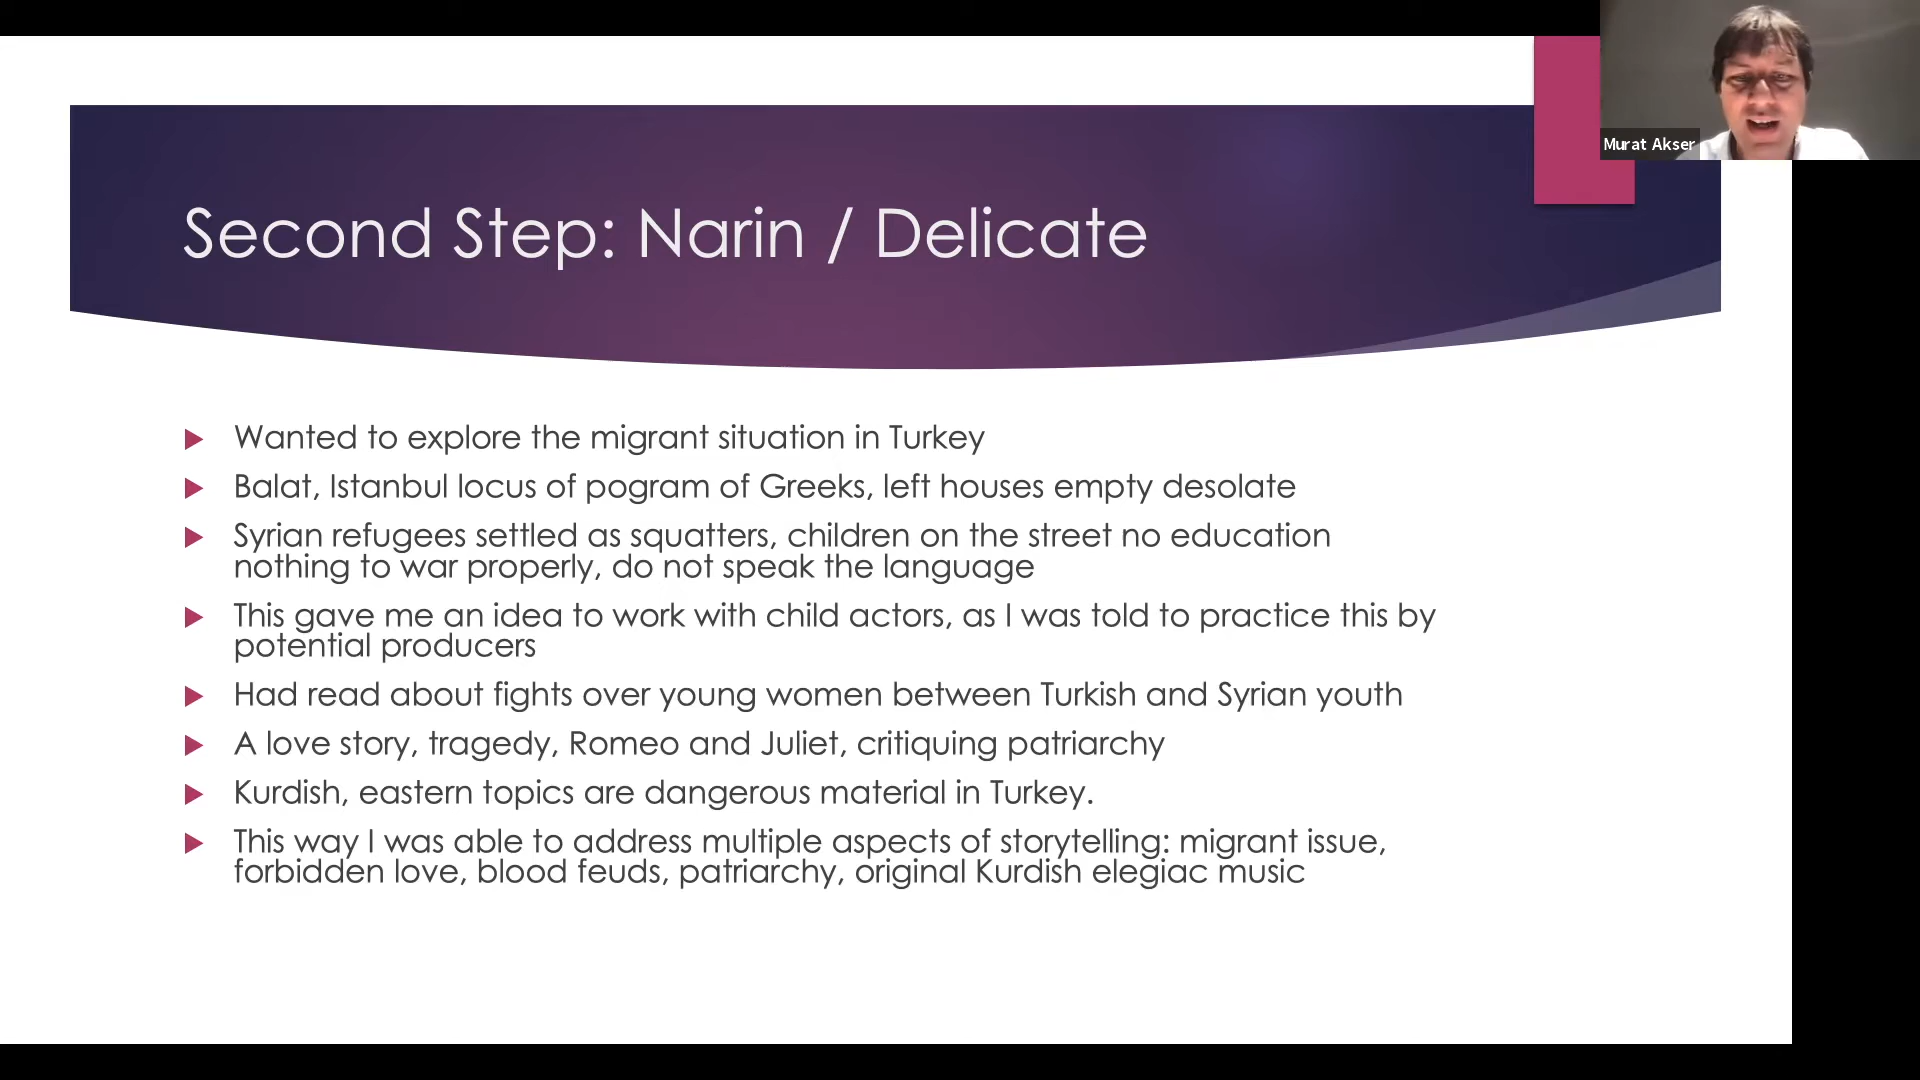 Murat Akser
Second Step: Narin / Delicate
Wanted to explore the migrant situation in Turkey
Balat, Istanbul locus of pogram of Greeks, left houses empty desolate
Syrian refugees settled as squatters, children on the street no education
nothing to war properly, do not speak the language
This gave me an idea to work with child actors, as I was told to practice this by
potential producers
Had read about fights over young women between Turkish and Syrian youth
A love story, tragedy, Romeo and Juliet, critiquing patriarchy
Kurdish, eastern topics are dangerous material in Turkey.
This way I was able to address multiple aspects of storytelling: migrant issue,
forbidden love, blood feuds, patriarchy, original Kurdish elegiac music